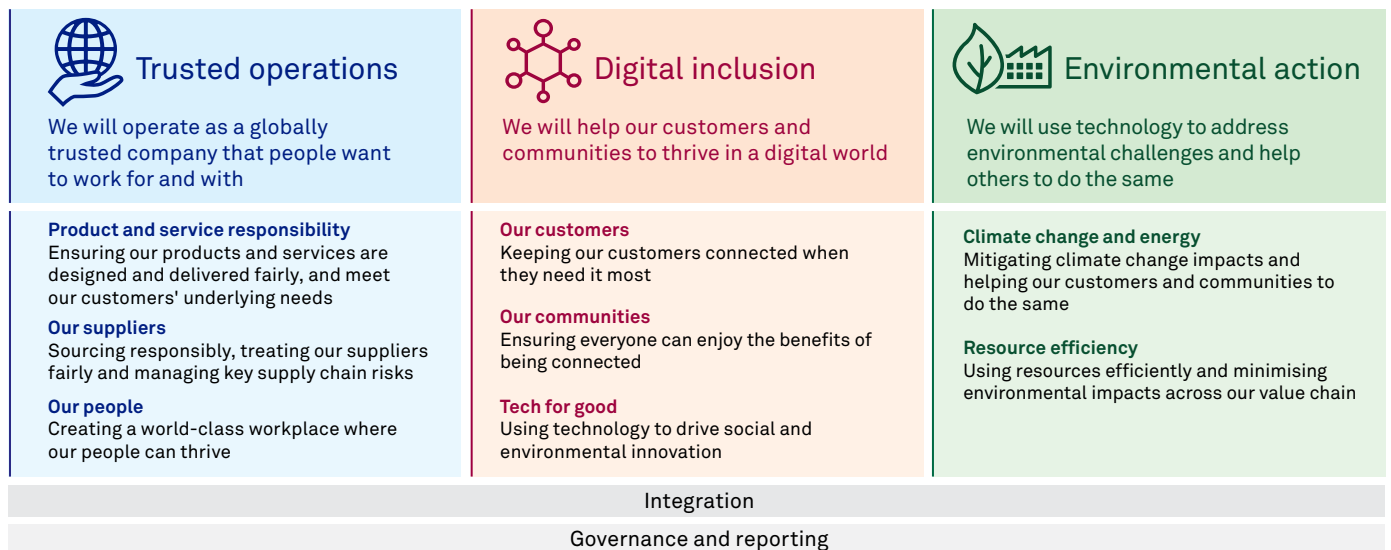 Trusted operations
We will operate as a globally
trusted company that people want
to work for and with
Product and service responsibility
Ensuring our products and services are
designed and delivered fairly, and meet
our customers' underlying needs
Our suppliers
Sourcing responsibly, treating our suppliers
fairly and managing key supply chain risks
Our people
Creating a world-class workplace where
our people can thrive
Digital inclusion
We will help our customers and
communities to thrive in a digital world
Our customers
Keeping our customers connected when
they need it most
Our communities
Ensuring everyone can enjoy the benefits of
being connected
Tech for good
Using technology to drive social and
environmental innovation
Environmental action
We will use technology to address
environmental challenges and help
others to do the same
Climate change and energy
Mitigating climate change impacts and
helping our customers and communities to
do the same
Resource efficiency
Using resources efficiently and minimising
environmental impacts across our value chain
Integration
Governance and reporting